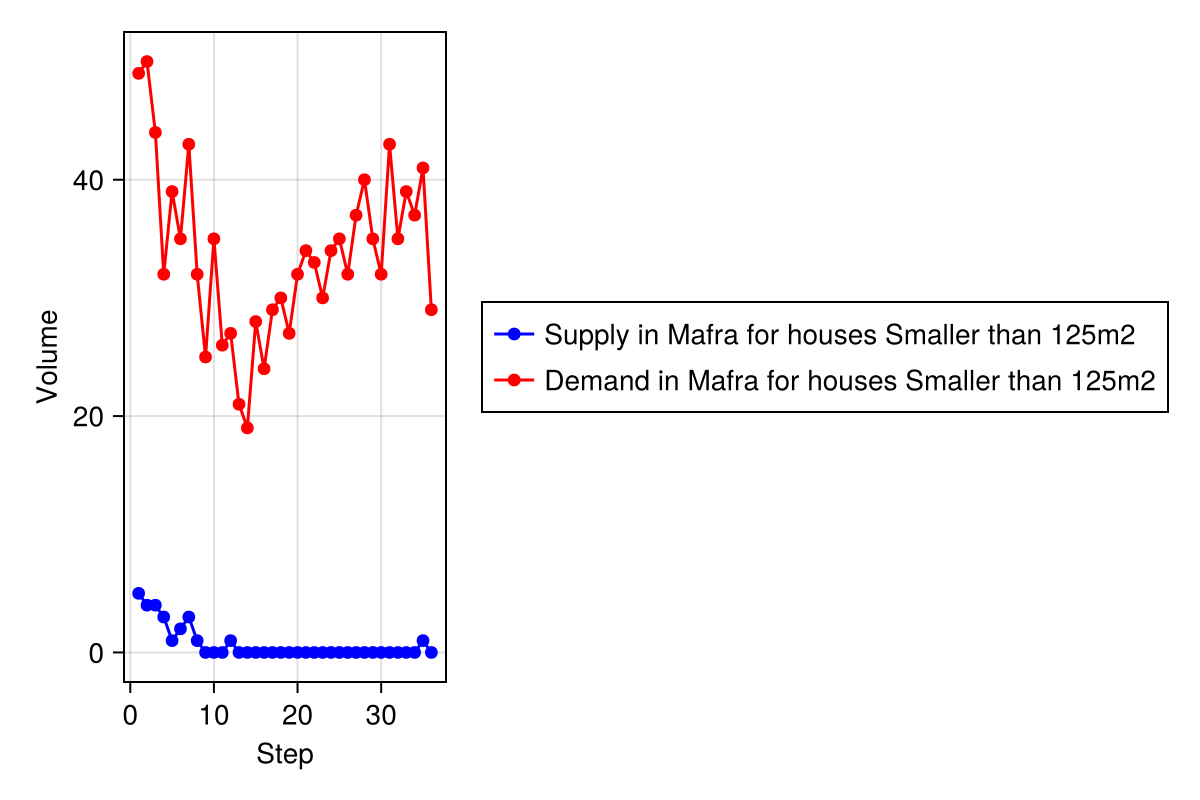 Volume
40
20
0
0 10 20 30
Step
Supply in Mafra for houses Smaller than 125m2
Demand in Mafra for houses Smaller than 125m2